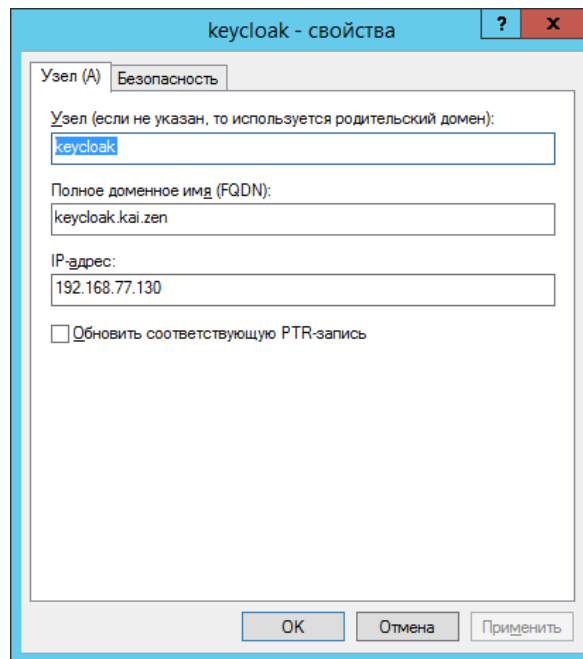 keycloak - свойства
? x
Узел (A) Безопасность
Узел (если не указан, то используется родительский домен):
keycloak
Полное доменное имя (FQDN):
keycloak.kai.zen
IP-адрес:
192.168.77.130
Обновить соответствующую PTR-запись
OK Отмена Применить